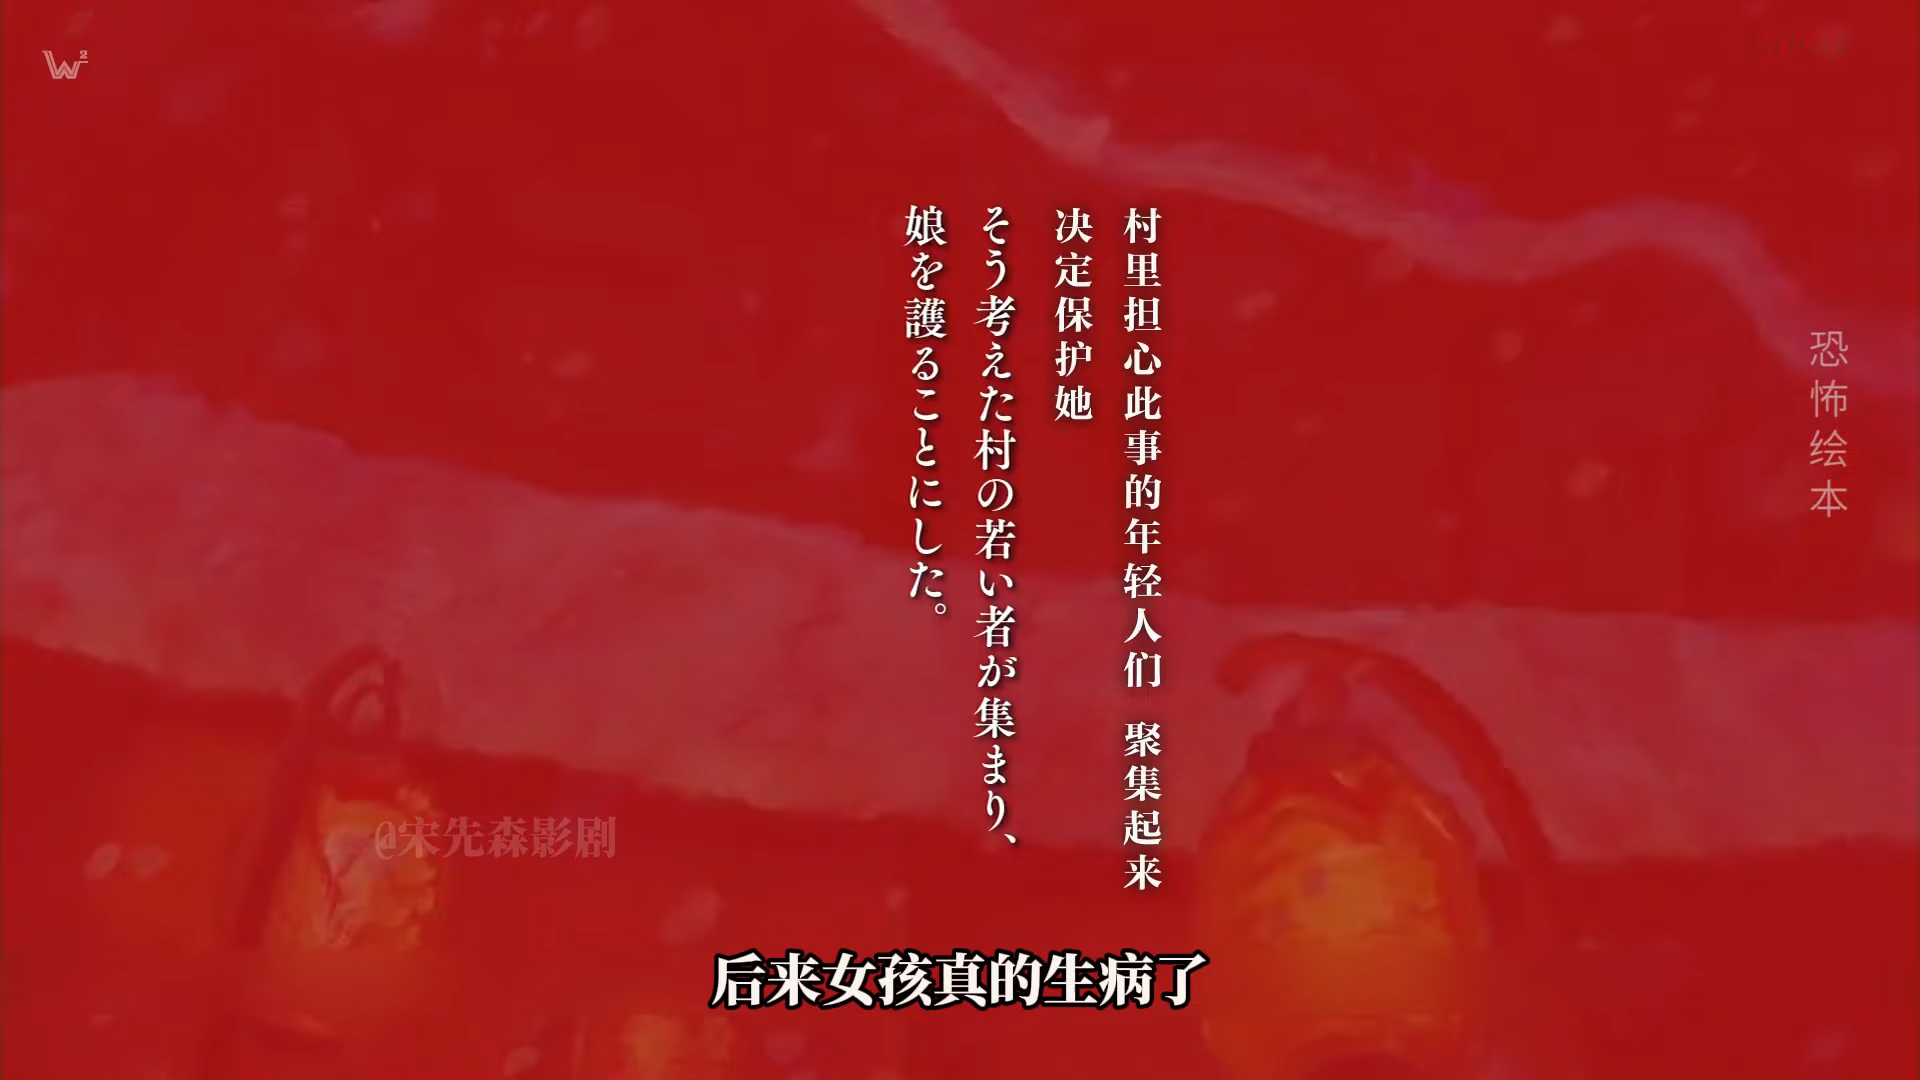 W²
恐怖绘本
村里担心此事的年轻人们 聚集起来
决定保护她
そう考えた村の若い者が集まり、
娘を護ることにした。
@宋先森影剧
后来女孩真的生病了